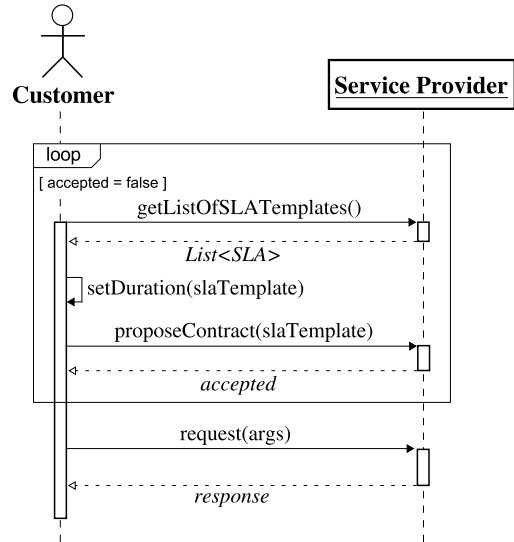 Customer
Service Provider
loop
[ accepted = false ]
getListOfSLATemplates()
List<SLA>
setDuration(slaTemplate)
proposeContract(slaTemplate)
accepted
request(args)
response